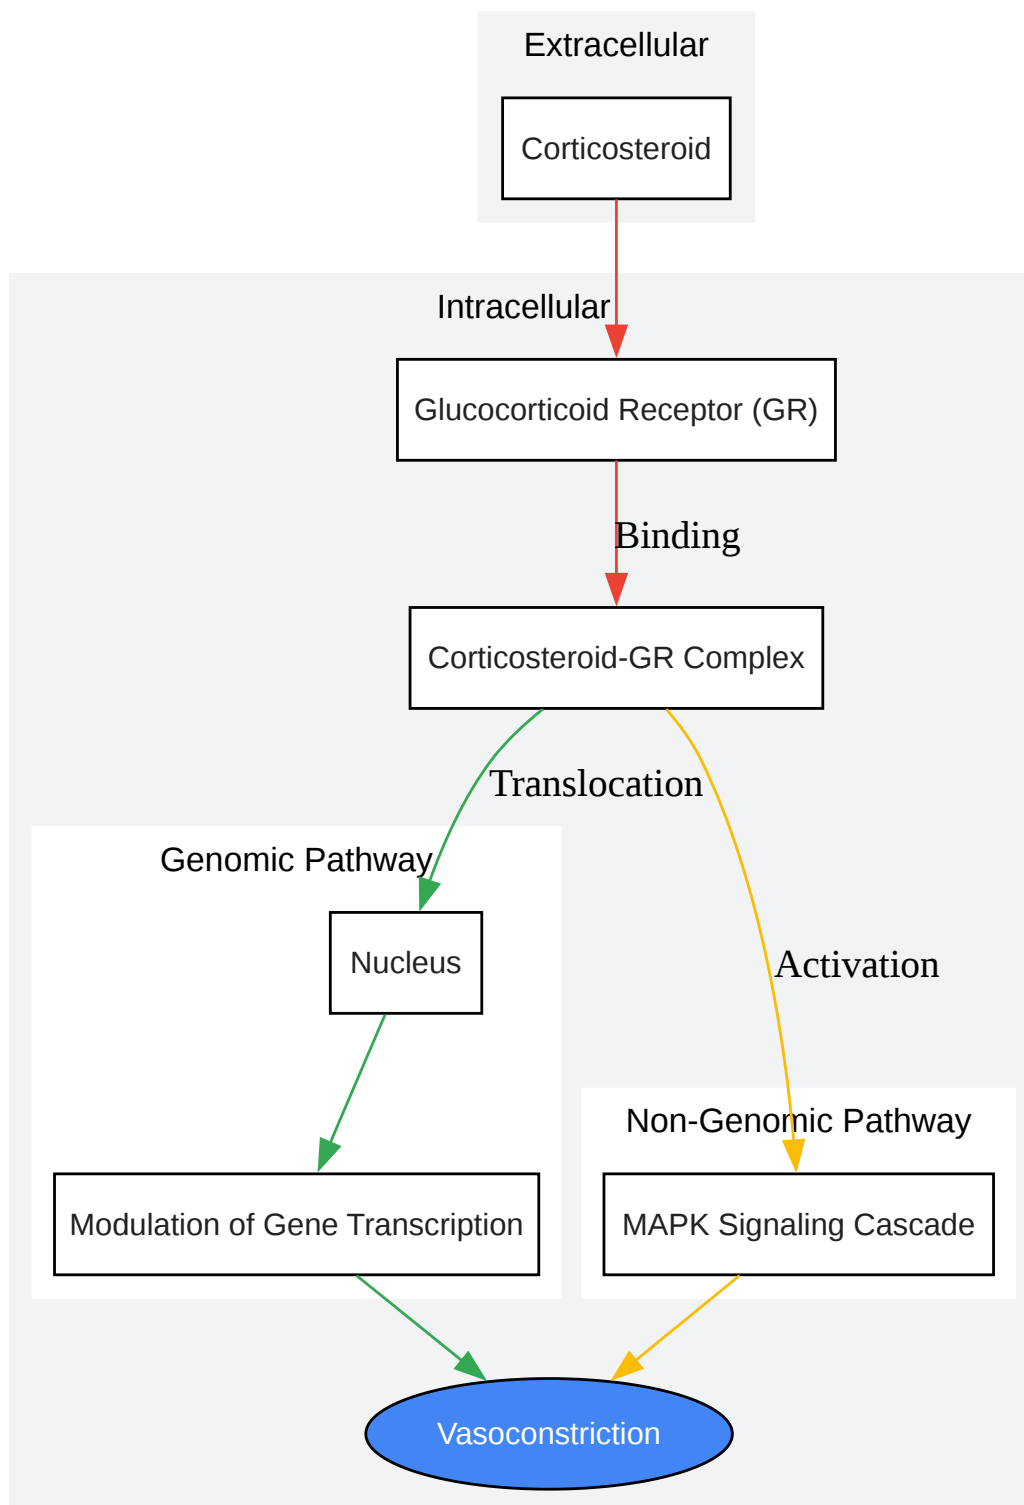 Extracellular
Corticosteroid
Intracellular
Glucocorticoid Receptor (GR)
Binding
Corticosteroid-GR Complex
Translocation
Genomic Pathway
Nucleus
Activation
Non-Genomic Pathway
Modulation of Gene Transcription
MAPK Signaling Cascade
Vasoconstriction